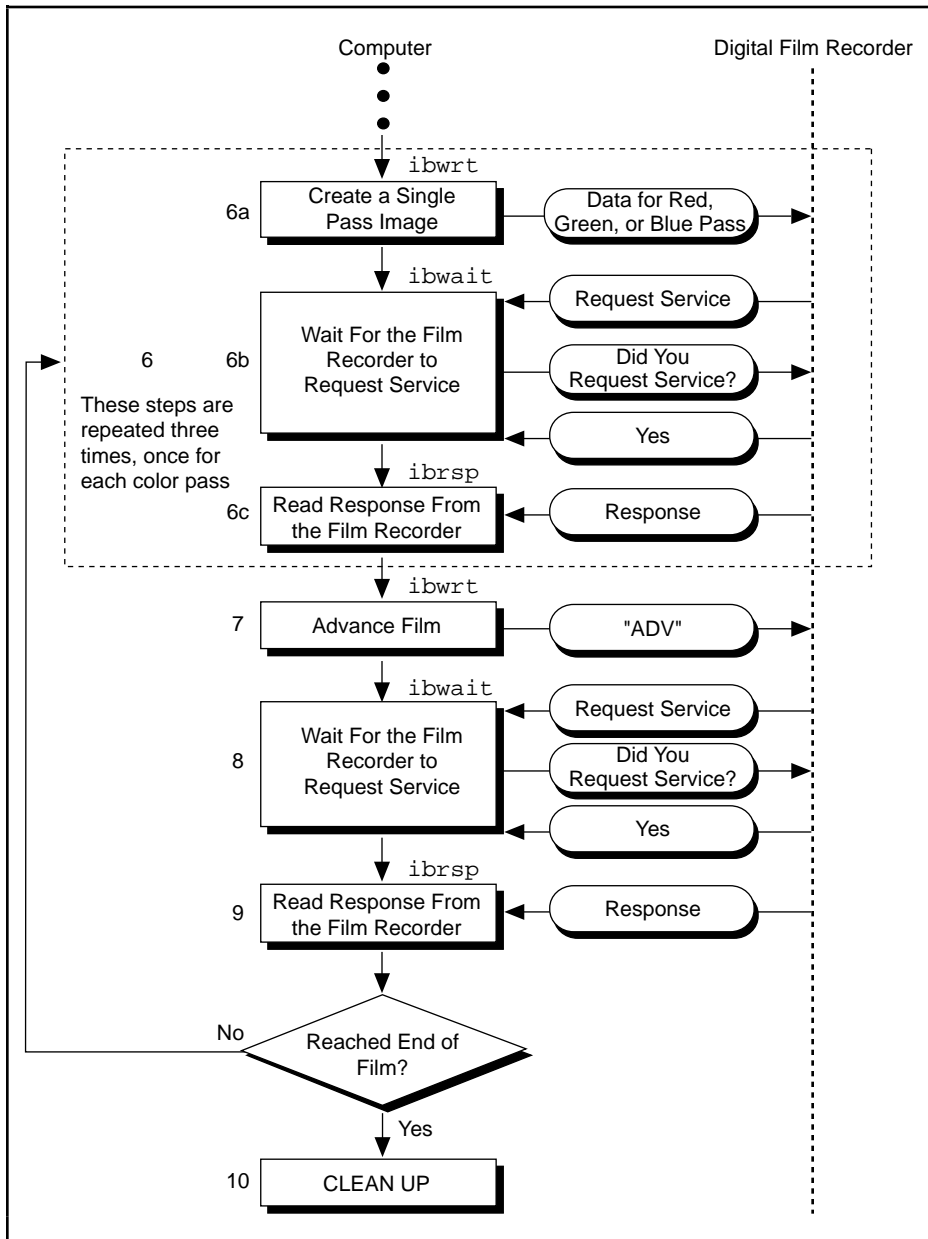 Computer
Digital Film Recorder
ibwrt
6a
Create a Single
Pass Image
Data for Red,
Green, or Blue Pass
ibwait
6
6b
Wait For the Film
Recorder to
Request Service
Request Service
Did You
Request Service?
Yes
These steps are
repeated three
times, once for
each color pass
ibrsp
6c
Read Response From
the Film Recorder
Response
ibwrt
7
Advance Film
"ADV"
ibwait
8
Wait For the Film
Recorder to
Request Service
Request Service
Did You
Request Service?
Yes
ibrsp
9
Read Response From
the Film Recorder
Response
No
Reached End of
Film?
Yes
10
CLEAN UP